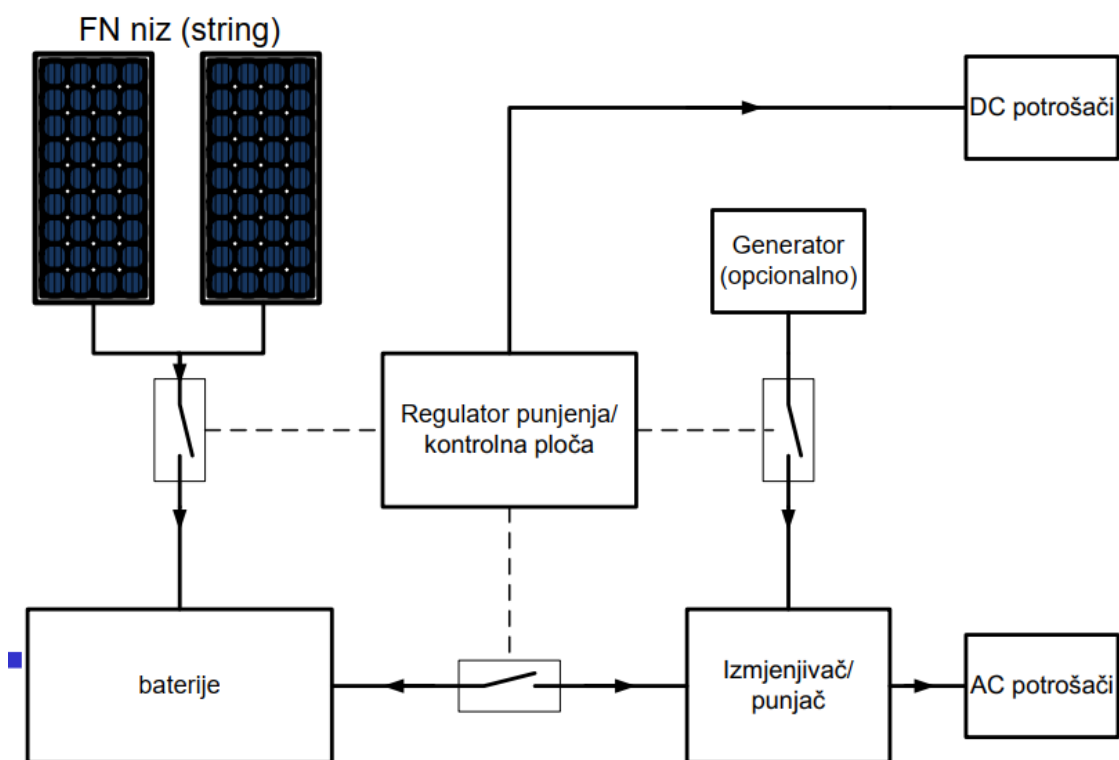 FN niz (string)
DC potrošači
Generator
(opcionalno)
Regulator punjenja/
kontrolna ploča
baterije
Izmjenjivač/
punjač
AC potrošači